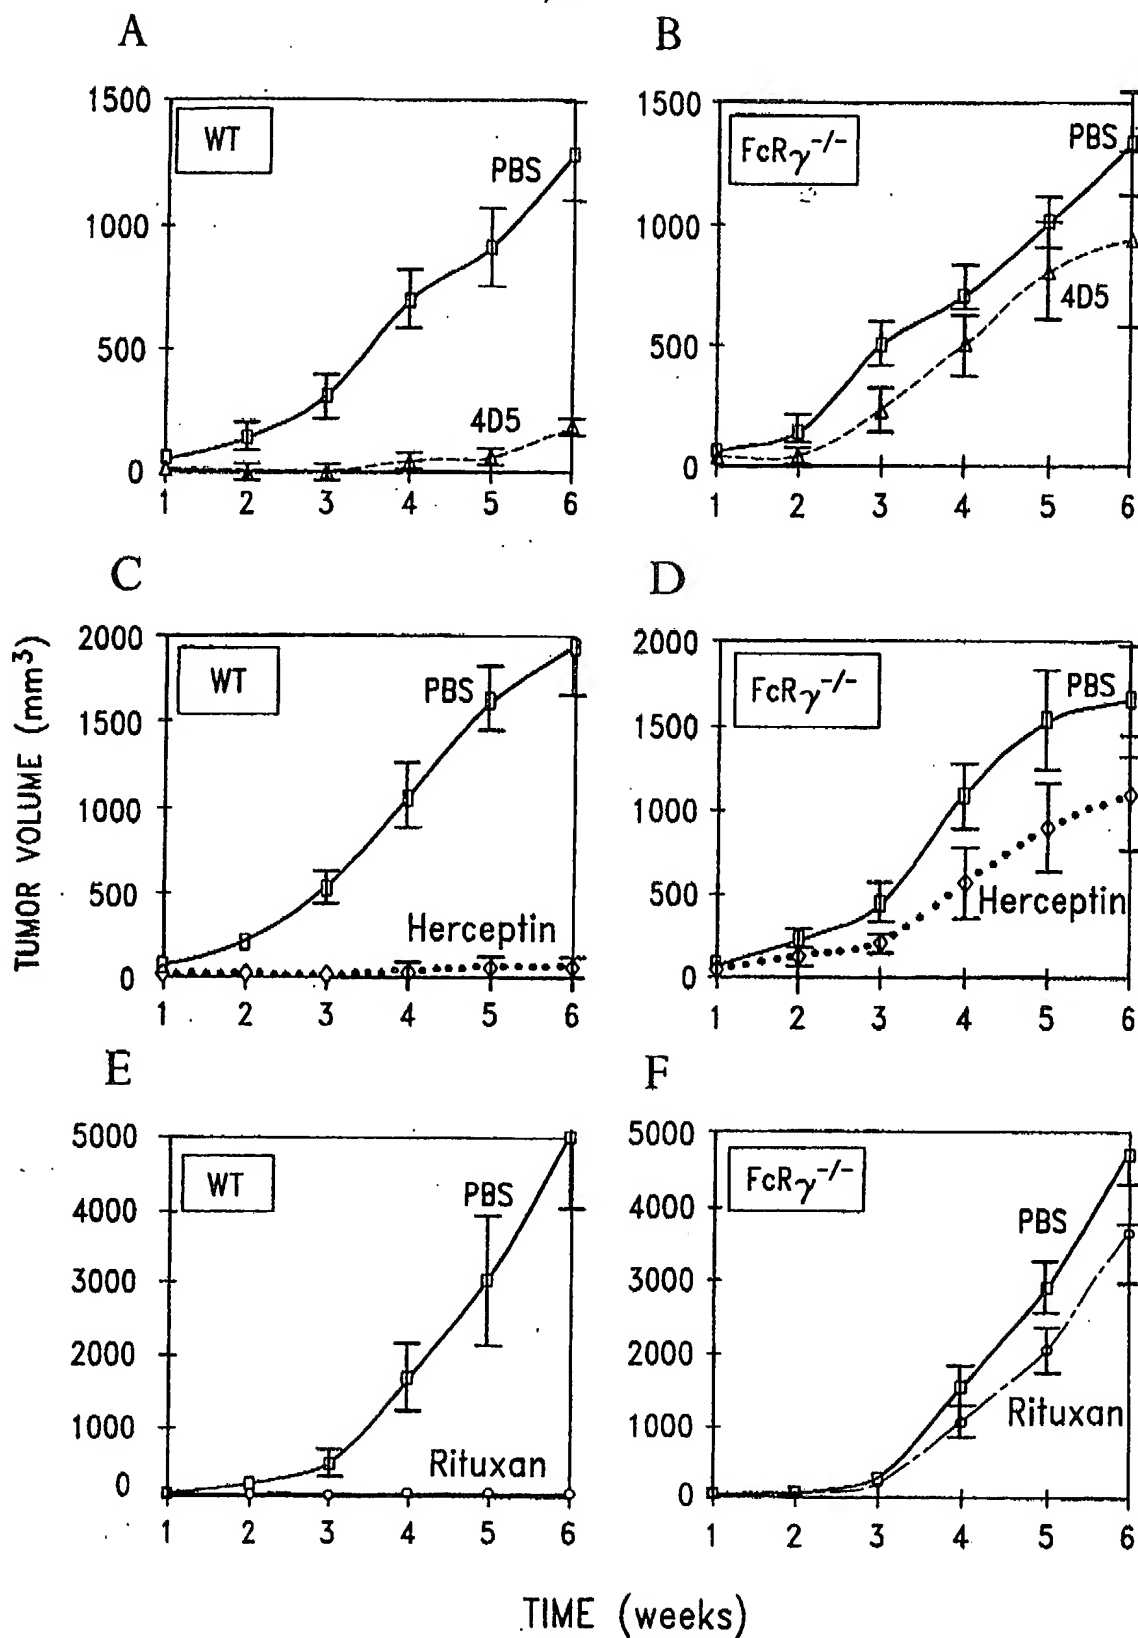 A
B
1500
1000
500
0
WT
PBS
4D5
1 2 3 4 5 6
1500
1000
500
0
FcRγ-/-
PBS
4D5
1 2 3 4 5 6
C
D
TUMOR VOLUME (mm³)
2000
1500
1000
500
0
WT
PBS
Herceptin
1 2 3 4 5 6
2000
1500
1000
500
0
FcRγ-/-
PBS
Herceptin
1 2 3 4 5 6
E
F
5000
4000
3000
2000
1000
0
WT
PBS
Rituxan
1 2 3 4 5 6
5000
4000
3000
2000
1000
0
FcRγ-/-
PBS
Rituxan
1 2 3 4 5 6
TIME (weeks)